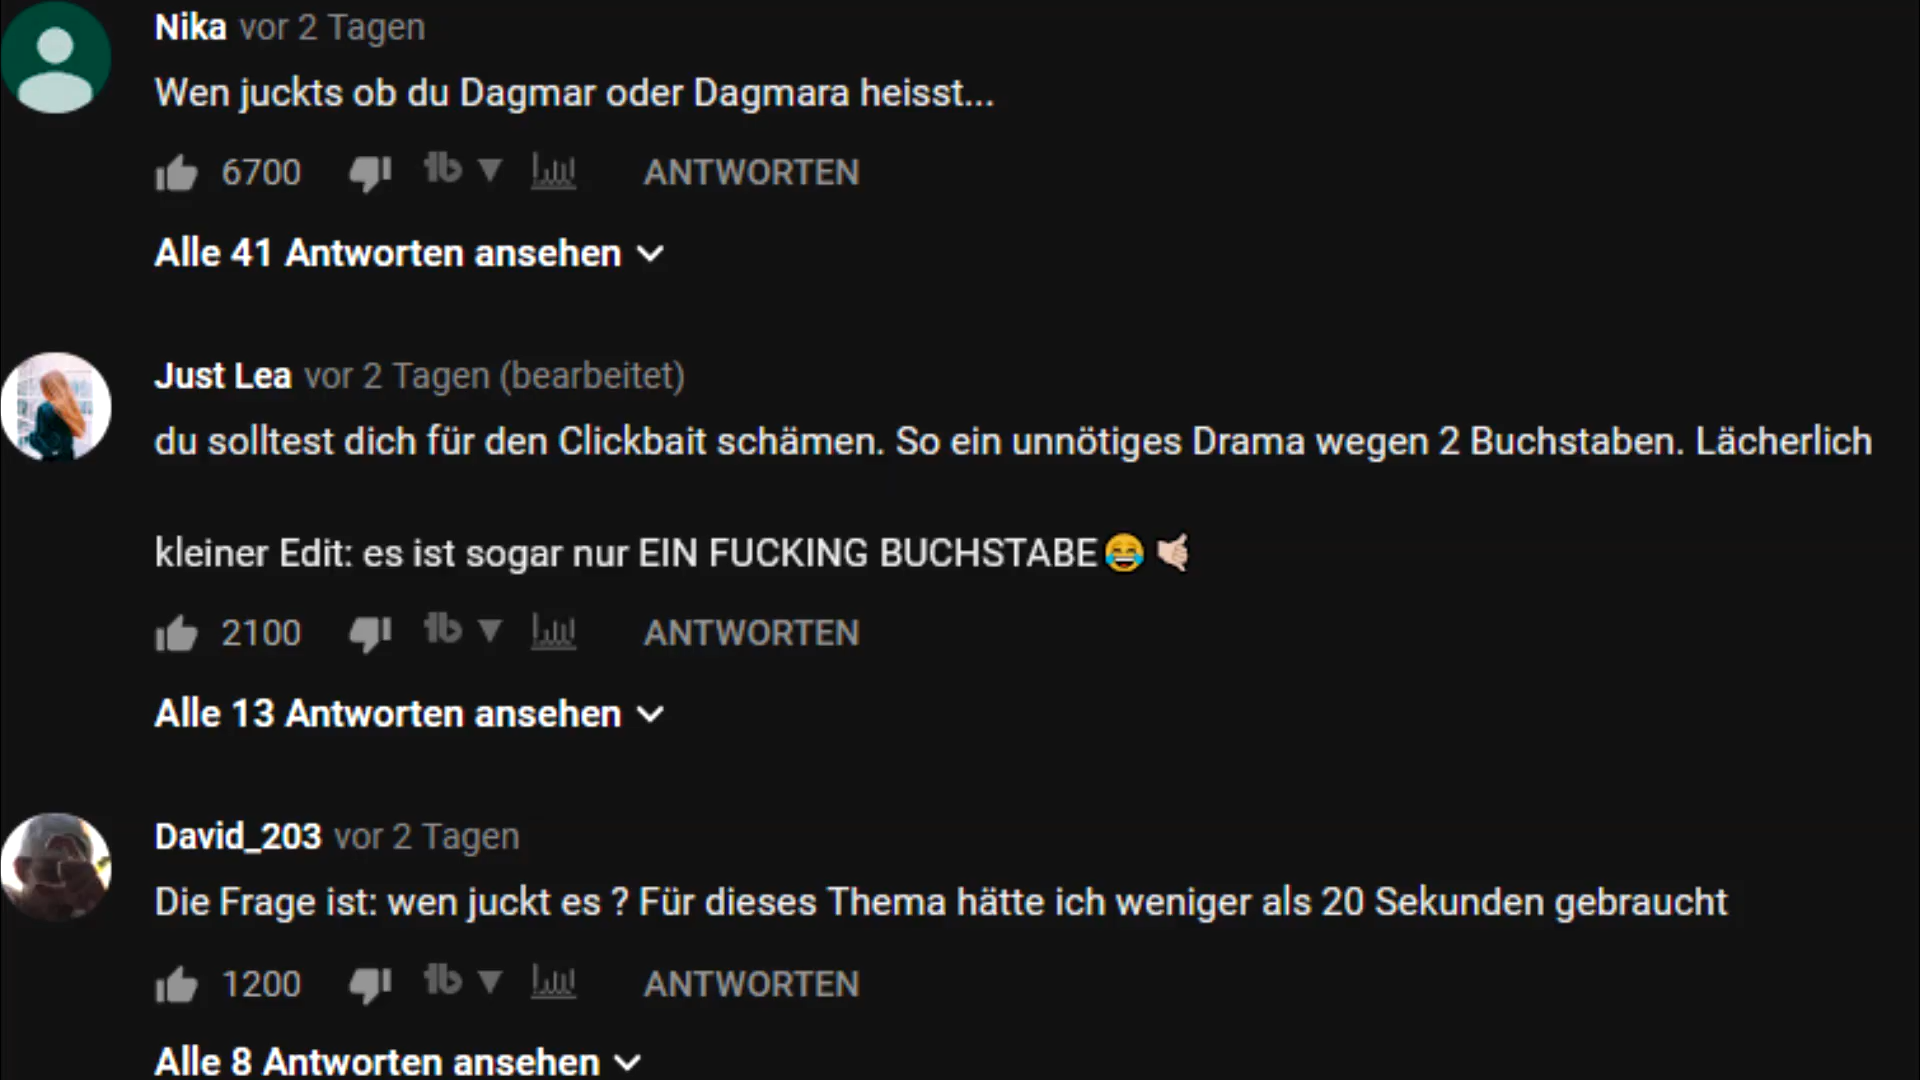 Nika vor 2 Tagen
Wen juckts ob du Dagmar oder Dagmara heisst...
6700 tb ANTWORTEN
Alle 41 Antworten ansehen
Just Lea vor 2 Tagen (bearbeitet)
du solltest dich für den Clickbait schämen. So ein unnötiges Drama wegen 2 Buchstaben. Lächerlich
kleiner Edit: es ist sogar nur EIN FUCKING BUCHSTABE😂🤙🏻
2100 tb ANTWORTEN
Alle 13 Antworten ansehen
David_203 vor 2 Tagen
Die Frage ist: wen juckt es ? Für dieses Thema hätte ich weniger als 20 Sekunden gebraucht
1200 tb ANTWORTEN
Alle 8 Antworten ansehen